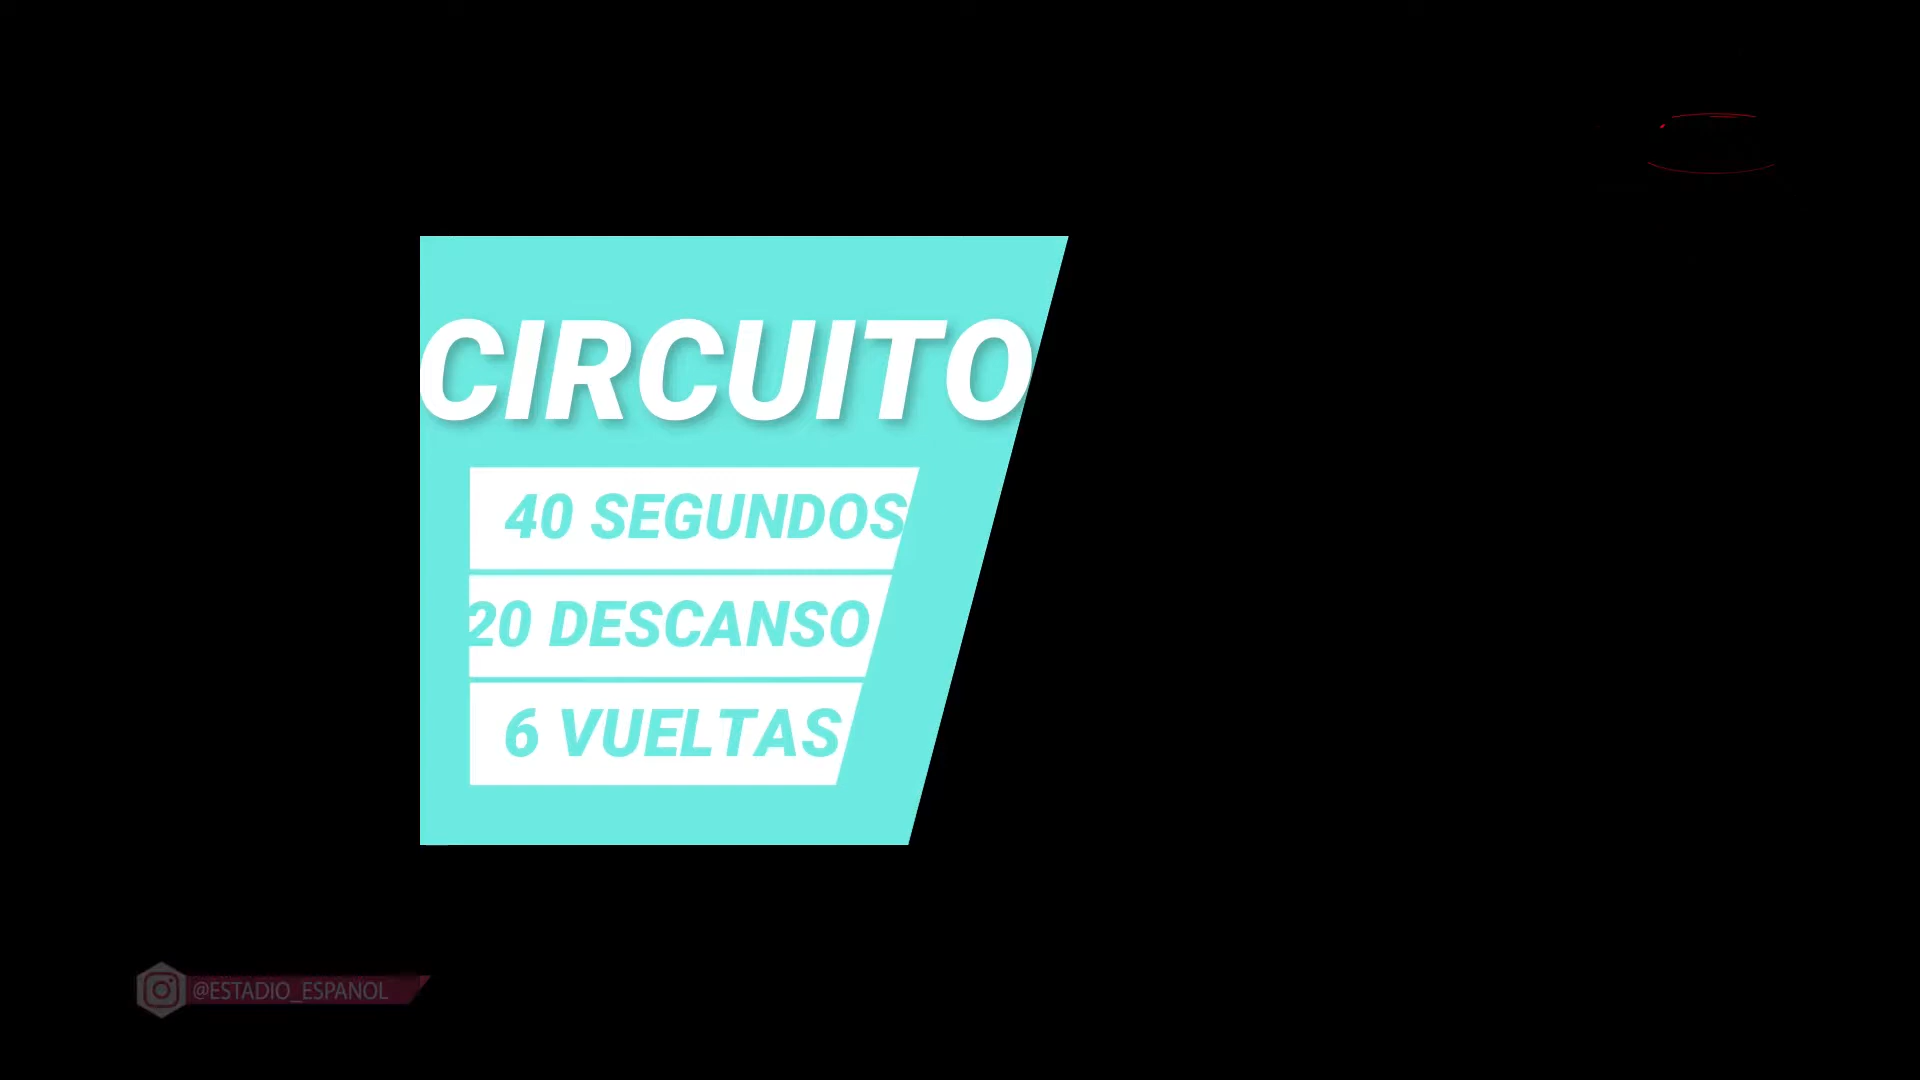 CIRCUITO
40 SEGUNDOS
20 DESCANSO
6 VUELTAS
@ESTADIO_ESPANOL